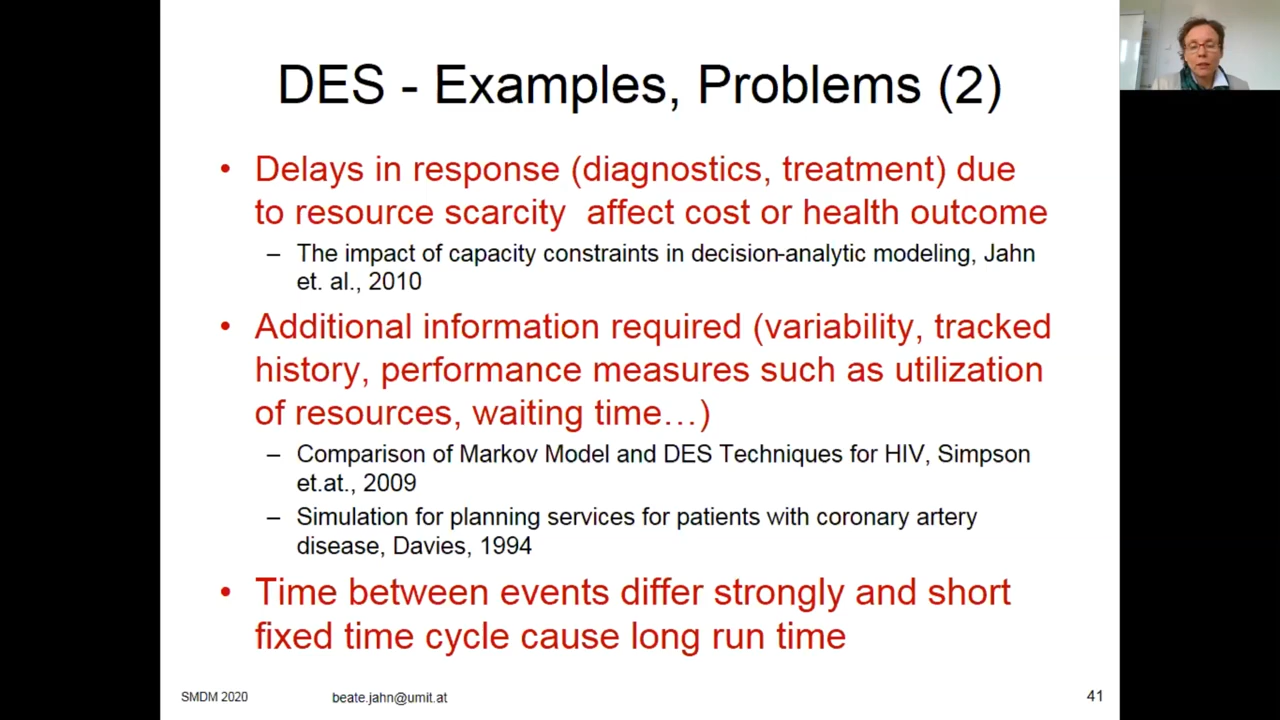 DES - Examples, Problems (2)
• Delays in response (diagnostics, treatment) due
to resource scarcity affect cost or health outcome
– The impact of capacity constraints in decision-analytic modeling, Jahn
et. al., 2010
• Additional information required (variability, tracked
history, performance measures such as utilization
of resources, waiting time…)
– Comparison of Markov Model and DES Techniques for HIV, Simpson
et.at., 2009
– Simulation for planning services for patients with coronary artery
disease, Davies, 1994
• Time between events differ strongly and short
fixed time cycle cause long run time
SMDM 2020 beate.jahn@umit.at 41